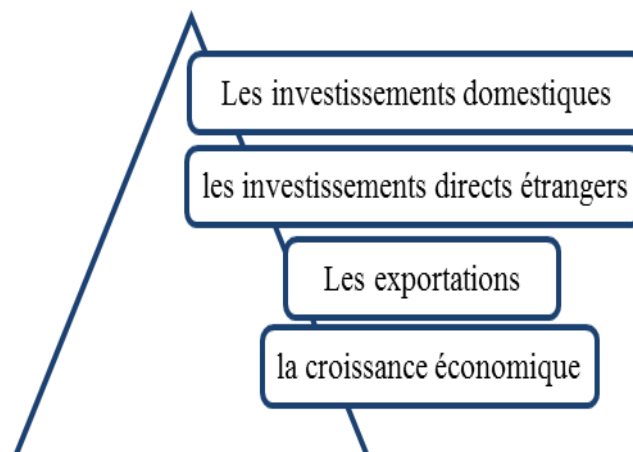 Les investissements domestiques
les investissements directs étrangers
Les exportations
la croissance économique